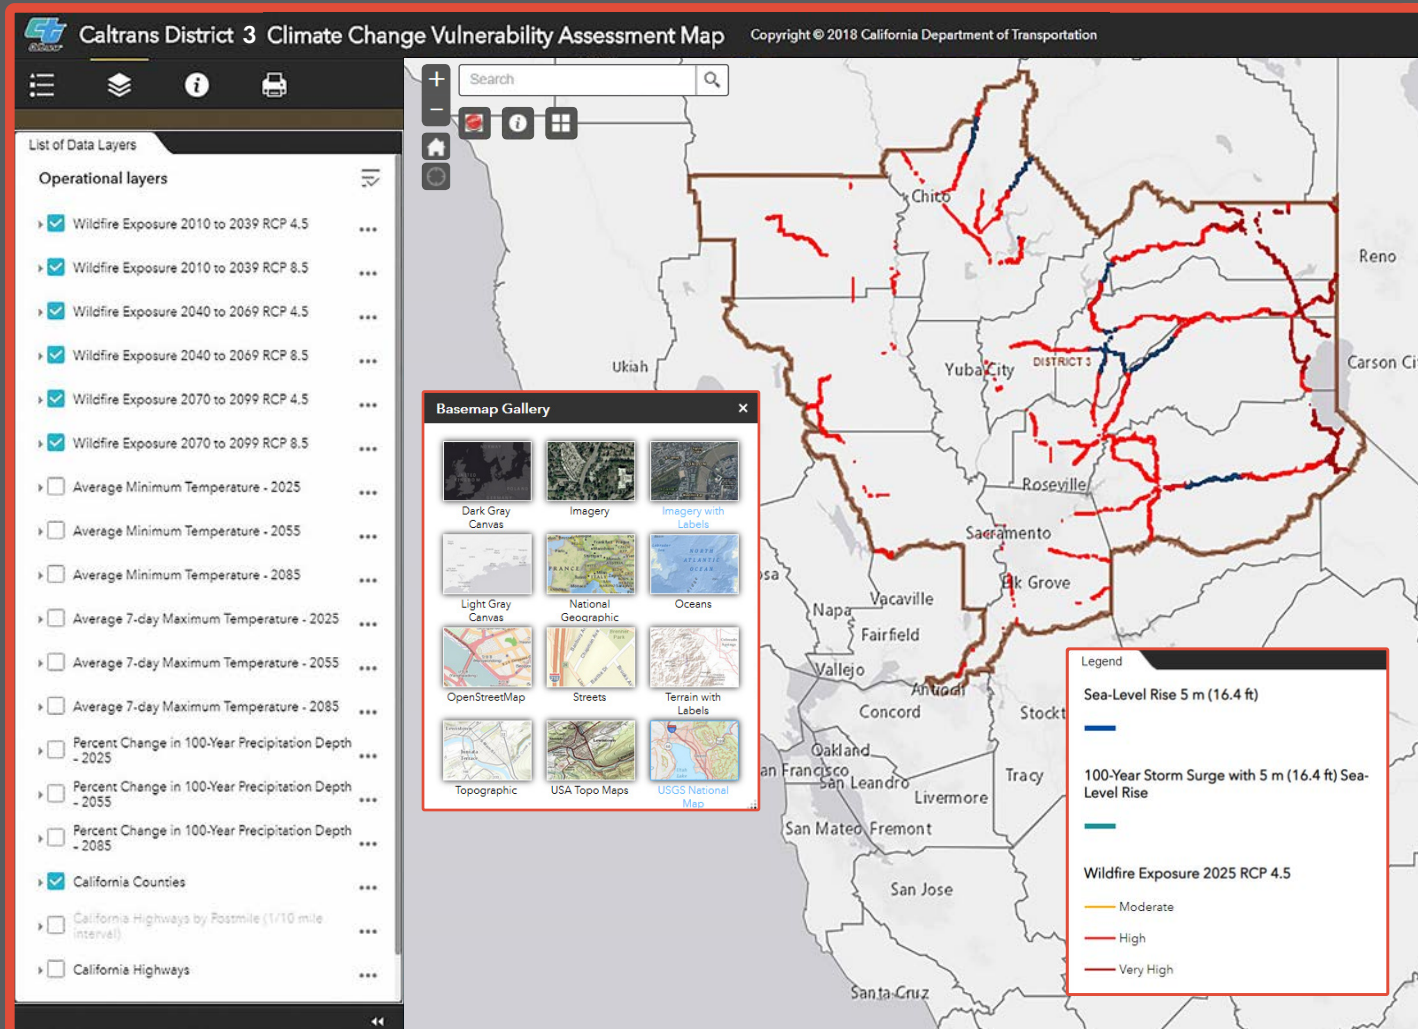 Caltrans District 3 Climate Change Vulnerability Assessment Map
Copyright © 2018 California Department of Transportation
Search
List of Data Layers
Operational layers
Wildfire Exposure 2010 to 2039 RCP 4.5
Wildfire Exposure 2010 to 2039 RCP 8.5
Wildfire Exposure 2040 to 2069 RCP 4.5
Wildfire Exposure 2040 to 2069 RCP 8.5
Wildfire Exposure 2070 to 2099 RCP 4.5
Wildfire Exposure 2070 to 2099 RCP 8.5
Average Minimum Temperature - 2025
Average Minimum Temperature - 2055
Average Minimum Temperature - 2085
Average 7-day Maximum Temperature - 2025
Average 7-day Maximum Temperature - 2055
Average 7-day Maximum Temperature - 2085
Percent Change in 100-Year Precipitation Depth
- 2025
Percent Change in 100-Year Precipitation Depth
- 2055
Percent Change in 100-Year Precipitation Depth
- 2085
California Counties
California Highways by Postmile (1/10 mile
interval)
California Highways
Basemap Gallery
Dark Gray
Canvas
Imagery
Imagery with
Labels
Light Gray
Canvas
National
Geographic
Oceans
OpenStreetMap
Streets
Terrain with
Labels
Topographic
USA Topo Maps
USGS National
Map
FRANCE
NORTH
ATLANTIC
OCEAN
Chico
Reno
Ukiah
Yuba City
DISTRICT 3
Carson Ci
Roseville
Sacramento
osa
Elk Grove
Napa
Vacaville
Fairfield
Vallejo
Antioch
Concord
Stockt
Oakland
an Francisco
San Leandro
Tracy
Livermore
San Mateo
Fremont
San Jose
Santa Cruz
Legend
Sea-Level Rise 5 m (16.4 ft)
100-Year Storm Surge with 5 m (16.4 ft) Sea-
Level Rise
Wildfire Exposure 2025 RCP 4.5
Moderate
High
Very High